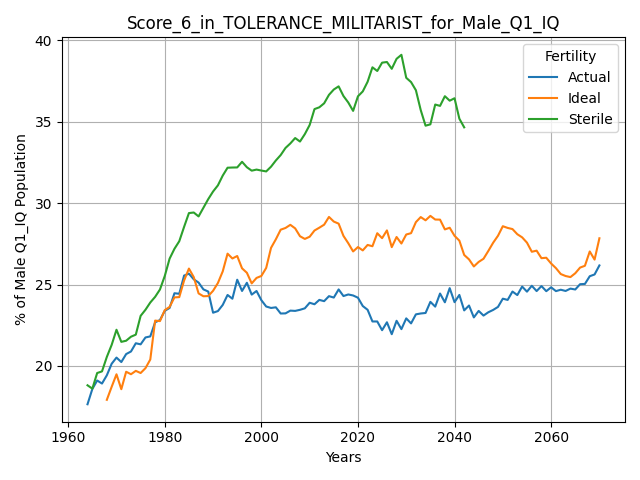 Score_6_in_TOLERANCE_MILITARIST_for_Male_Q1_IQ
% of Male Q1_IQ Population
40
35
30
25
20
Fertility
Actual
Ideal
Sterile
1960
1980
2000
2020
2040
2060
Years